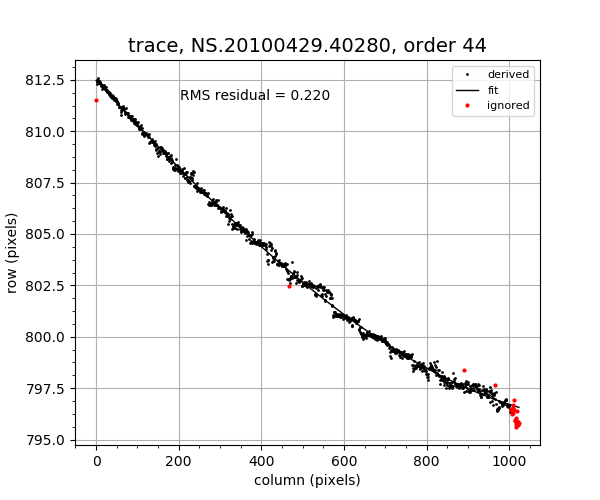 trace, NS.20100429.40280, order 44
RMS residual = 0.220
derived
fit
ignored
row (pixels)
812.5
810.0
807.5
805.0
802.5
800.0
797.5
795.0
0 200 400 600 800 1000
column (pixels)